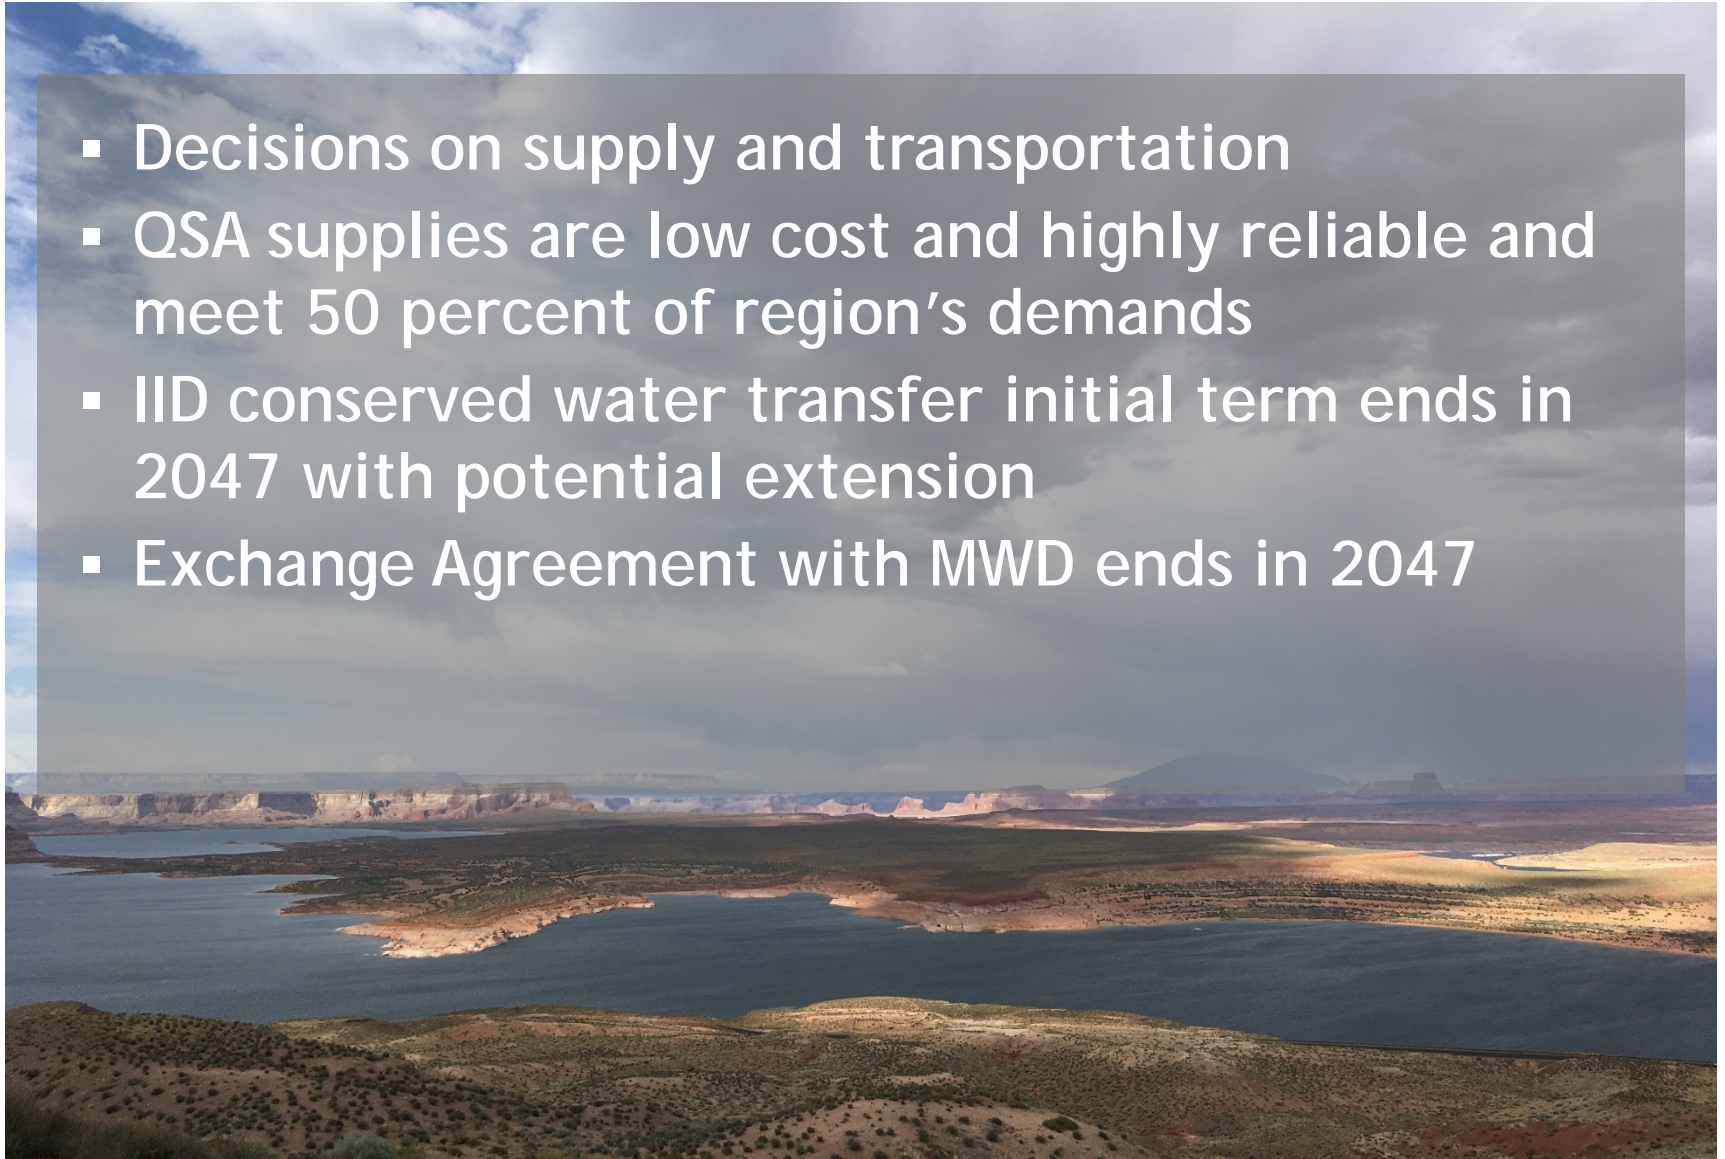 ▪ Decisions on supply and transportation
▪ QSA supplies are low cost and highly reliable and
meet 50 percent of region’s demands
▪ IID conserved water transfer initial term ends in
2047 with potential extension
▪ Exchange Agreement with MWD ends in 2047